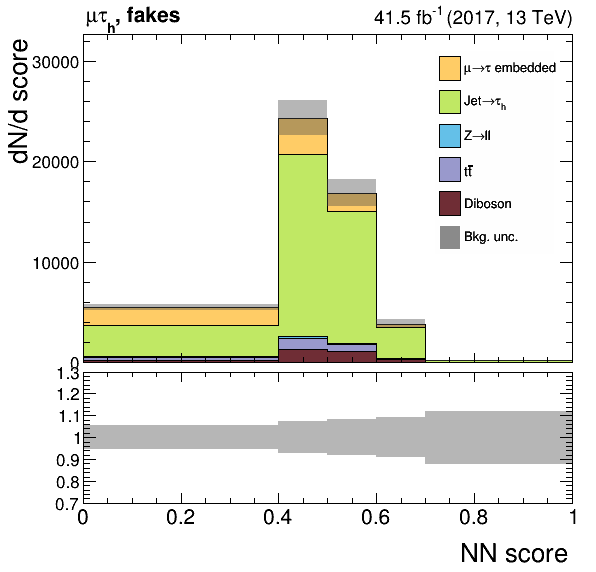 μτh, fakes
41.5 fb-1 (2017, 13 TeV)
dN/d score
30000
20000
10000
0
μ→τ embedded
Jet→τh
Z→ll
tt̅
Diboson
Bkg. unc.
1.3
1.2
1.1
1
0.9
0.8
0.7
0 0.2 0.4 0.6 0.8 1
NN score